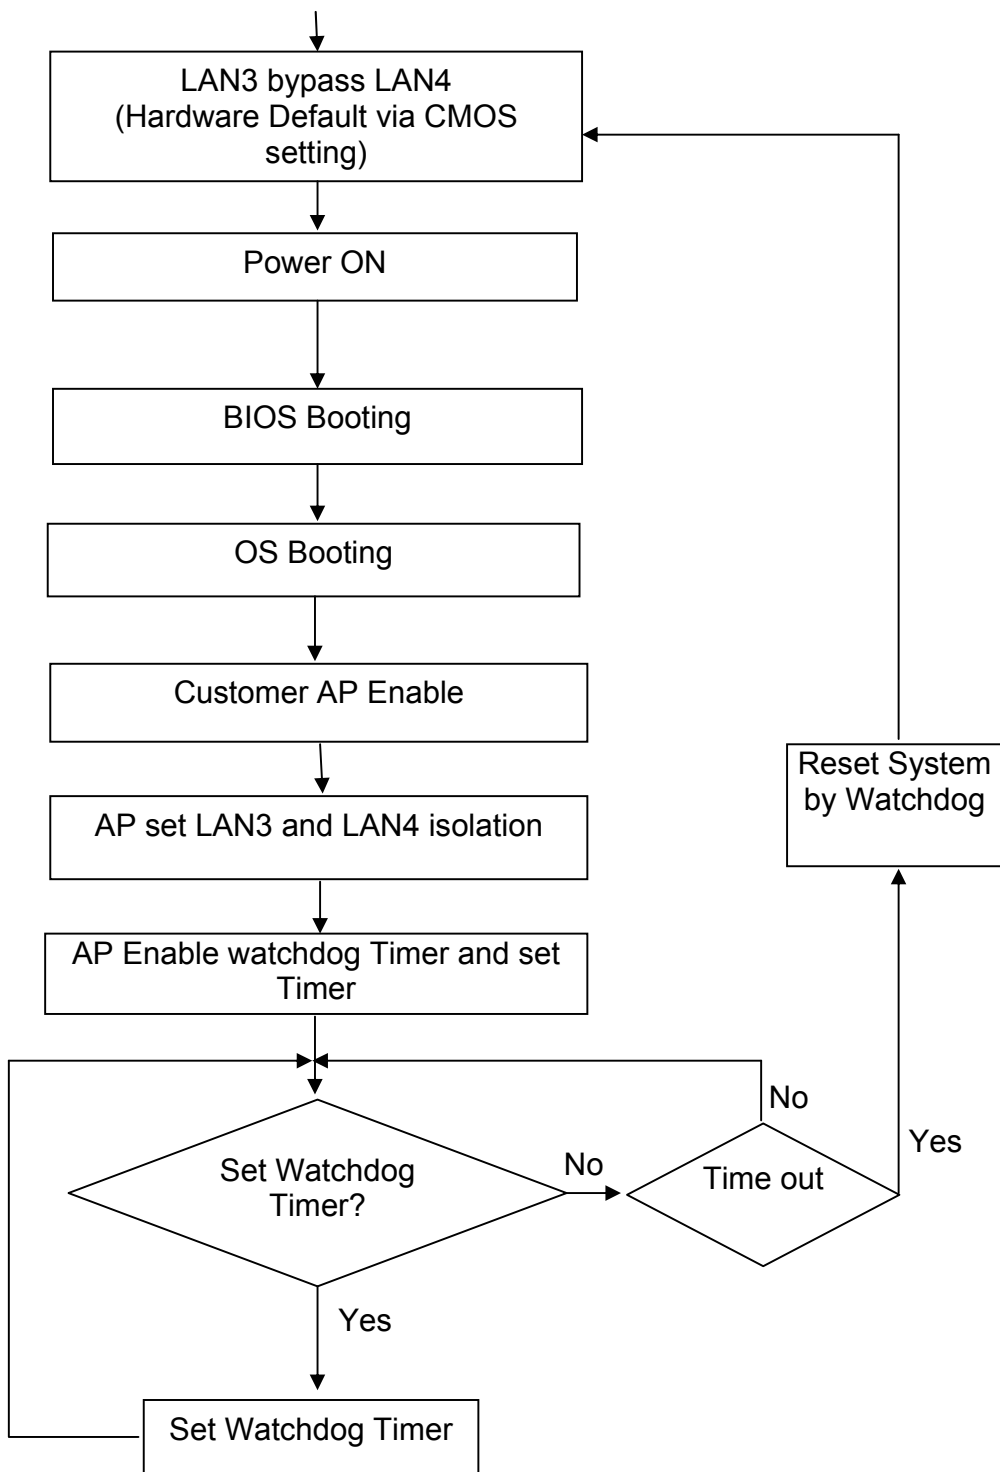 LAN3 bypass LAN4
(Hardware Default via CMOS
setting)
Power ON
BIOS Booting
OS Booting
Customer AP Enable
Reset System
by Watchdog
AP set LAN3 and LAN4 isolation
AP Enable watchdog Timer and set
Timer
No
Yes
Set Watchdog
Timer?
No
Time out
Yes
Set Watchdog Timer